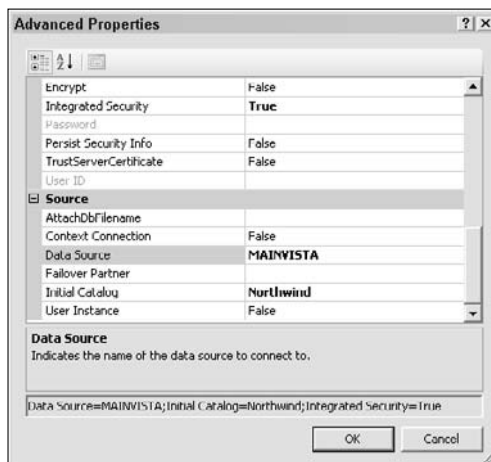 Advanced Properties
Encrypt False
Integrated Security True
Password
Persist Security Info False
TrustServerCertificate False
User ID
Source
AttachDbFilename
Context Connection False
Data Source MAINVISTA
Failover Partner
Initial Catalog Northwind
User Instance False
Data Source
Indicates the name of the data source to connect to.
Data Source=MAINVISTA;Initial Catalog=Northwind;Integrated Security=True
OK Cancel